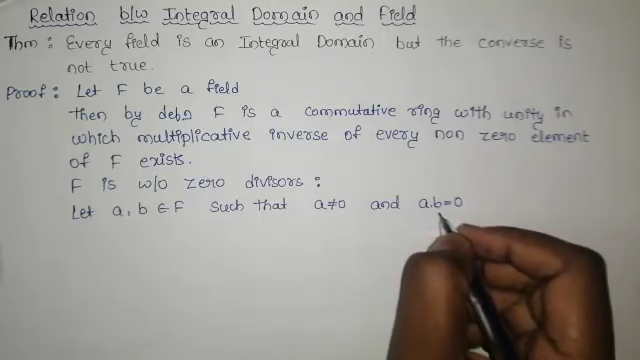 Relation b/w Integral Domain and Field
Thm : Every field is an Integral Domain but the converse is
not true.
Proof : Let F be a field
then by defn F is a commutative ring with unity in
which multiplicative inverse of every non zero element
of F exists.
F is w/o zero divisors :
Let a, b ∈ F such that a≠0 and a.b=0